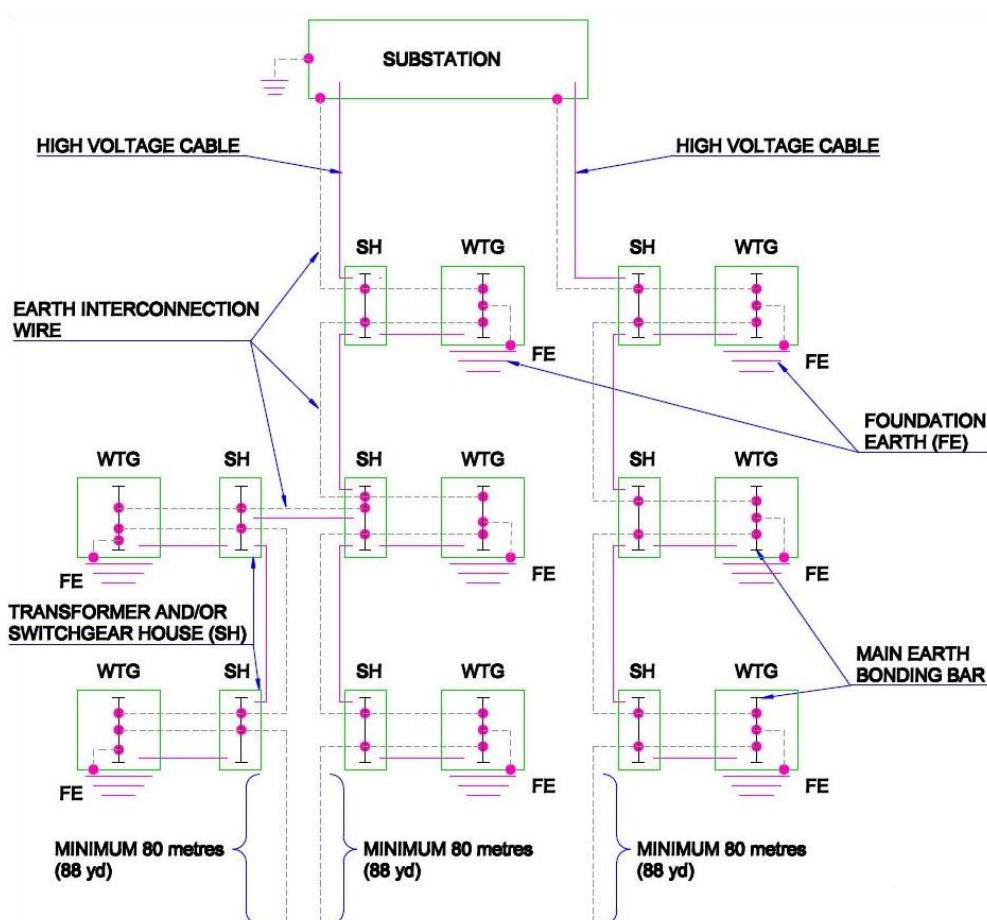 SUBSTATION
HIGH VOLTAGE CABLE
HIGH VOLTAGE CABLE
SH
WTG
SH
WTG
EARTH INTERCONNECTION
WIRE
FE
FE
FOUNDATION
EARTH (FE)
WTG
SH
SH
WTG
SH
WTG
FE
FE
FE
TRANSFORMER AND/OR
SWITCHGEAR HOUSE (SH)
MAIN EARTH
BONDING BAR
WTG
SH
SH
WTG
SH
WTG
FE
FE
FE
MINIMUM 80 metres
(88 yd)
MINIMUM 80 metres
(88 yd)
MINIMUM 80 metres
(88 yd)